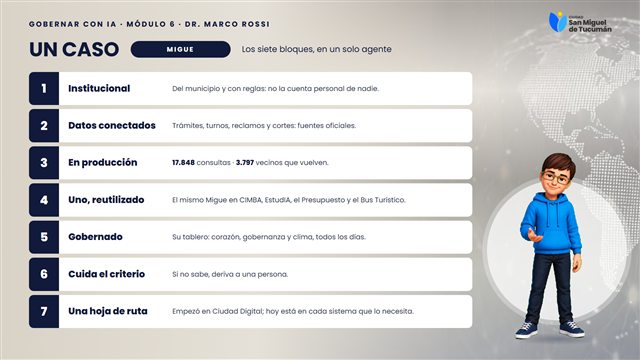 GOBERNAR CON IA · MÓDULO 6 · DR. MARCO ROSSI
CIUDAD
San Miguel
de Tucumán
UN CASO
MIGUE
Los siete bloques, en un solo agente
1 Institucional Del municipio y con reglas: no la cuenta personal de nadie.
2 Datos conectados Trámites, turnos, reclamos y cortes: fuentes oficiales.
3 En producción 17.848 consultas · 3.797 vecinos que vuelven.
4 Uno, reutilizado El mismo Migue en CIMBA, EstudIA, el Presupuesto y el Bus Turístico.
5 Gobernado Su tablero: corazón, gobernanza y clima, todos los días.
6 Cuida el criterio Si no sabe, deriva a una persona.
7 Una hoja de ruta Empezó en Ciudad Digital; hoy está en cada sistema que lo necesita.